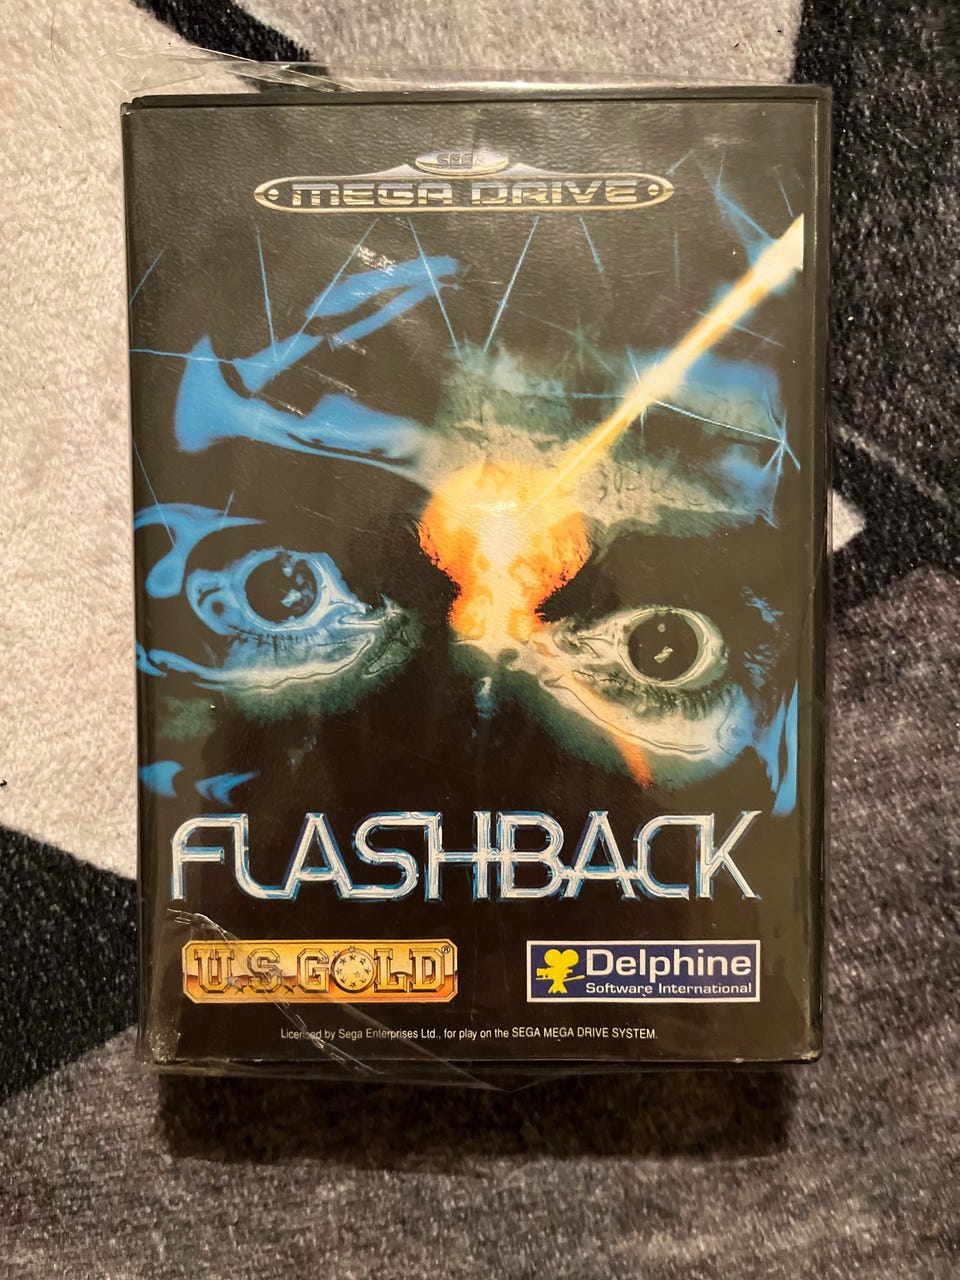 SEGA
MEGA DRIVE
FLASHBACK
U.S. GOLD®
Delphine
Software International
Licensed by Sega Enterprises Ltd., for play on the SEGA MEGA DRIVE SYSTEM.